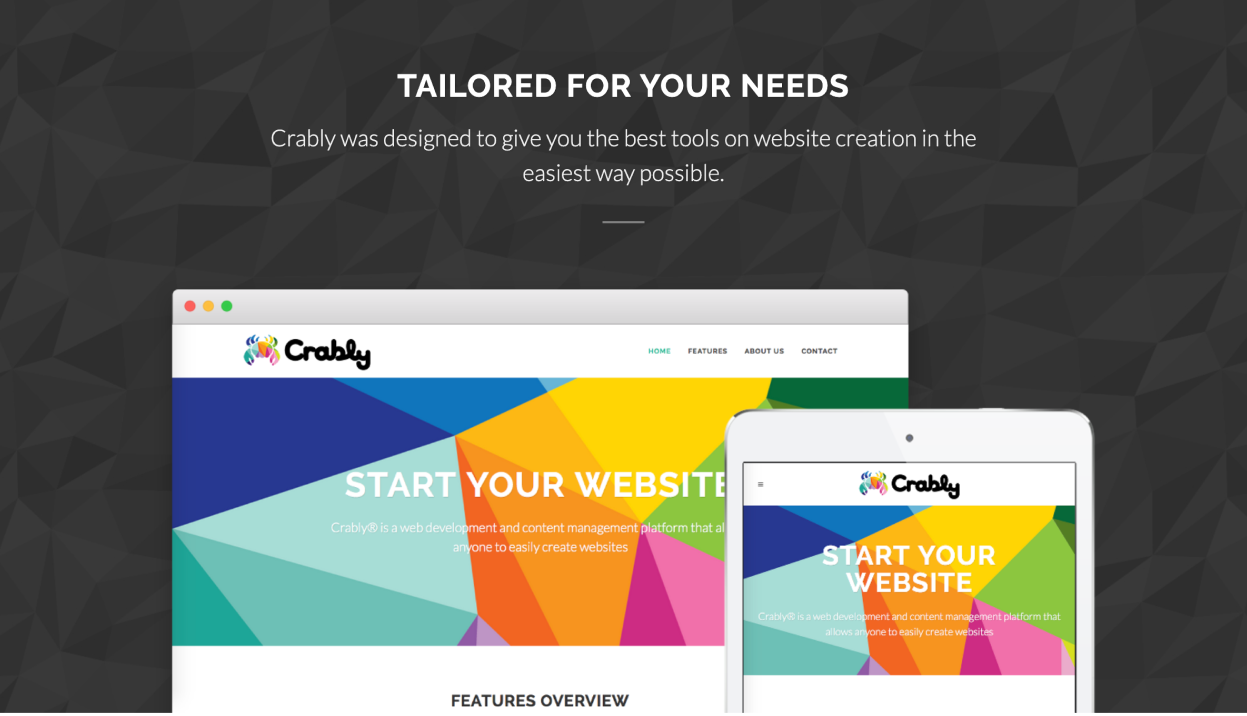 TAILORED FOR YOUR NEEDS
Crably was designed to give you the best tools on website creation in the
easiest way possible.
Crably
HOME FEATURES ABOUT US CONTACT
START YOUR WEBSITE
Crably® is a web development and content management platform that al
anyone to easily create websites
FEATURES OVERVIEW
Crably
START YOUR
WEBSITE
Crably® is a web development and content management platform that
allows anyone to easily create websites